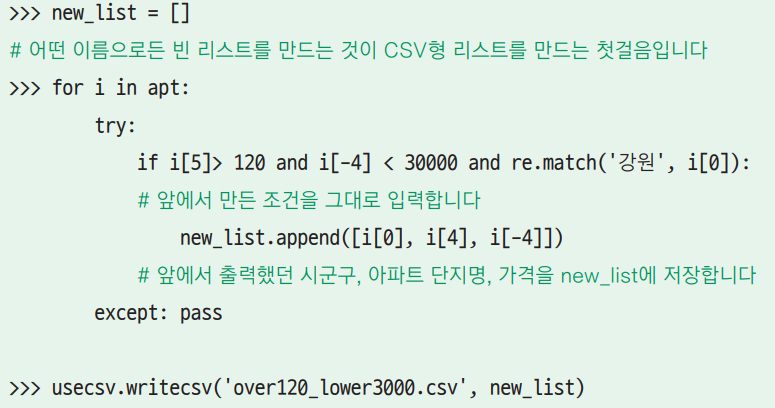 >>> new_list = []
# 어떤 이름으로든 빈 리스트를 만드는 것이 CSV형 리스트를 만드는 첫걸음입니다
>>> for i in apt:
try:
if i[5]> 120 and i[-4] < 30000 and re.match('강원', i[0]):
# 앞에서 만든 조건을 그대로 입력합니다
new_list.append([i[0], i[4], i[-4]])
# 앞에서 출력했던 시군구, 아파트 단지명, 가격을 new_list에 저장합니다
except: pass
>>> usecsv.writecsv('over120_lower3000.csv', new_list)